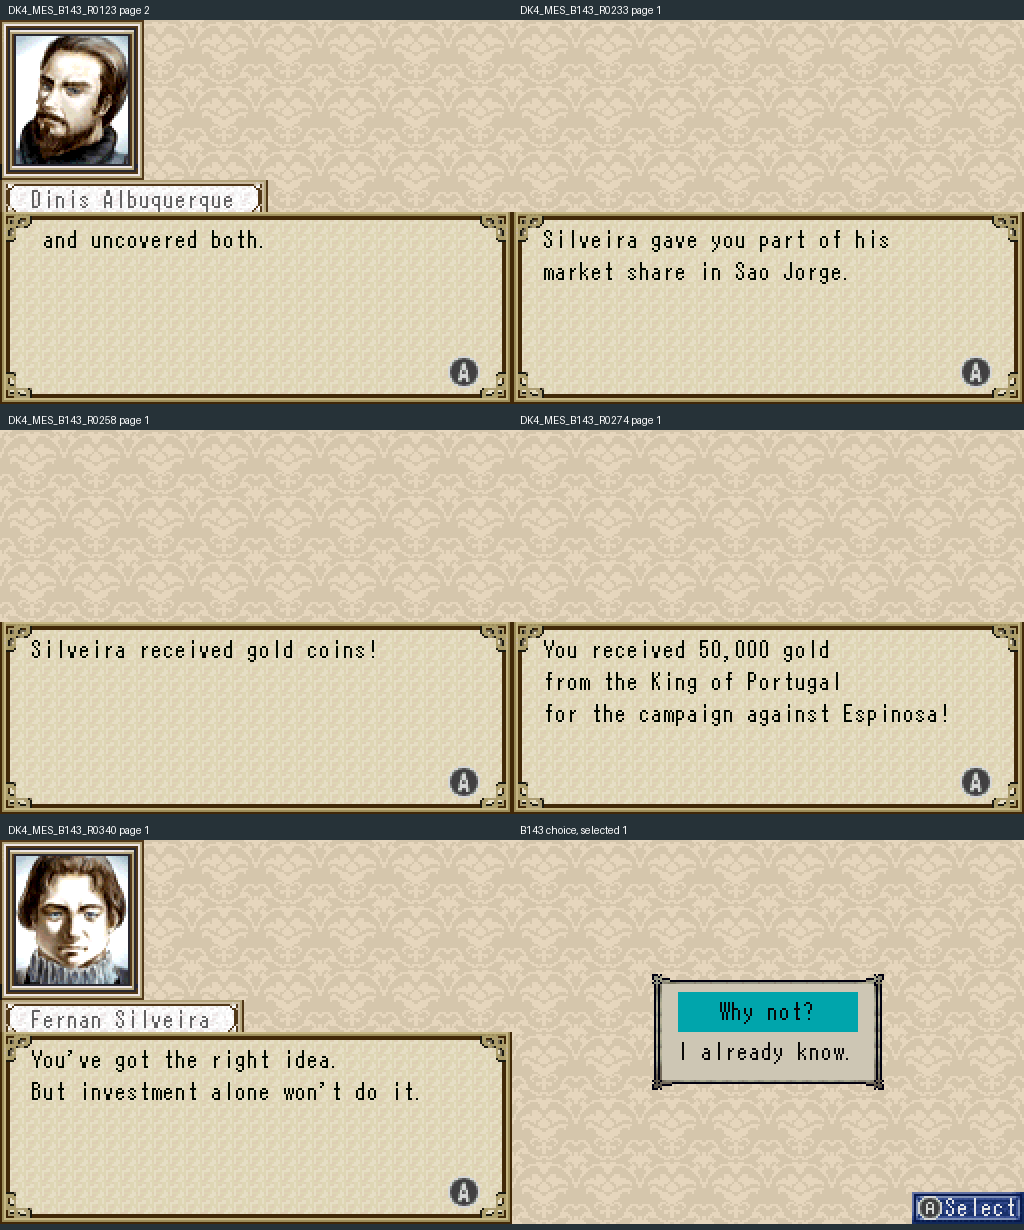 DK4_MES_B143_R0123 page 2
Dinis Albuquerque
and uncovered both.
A
DK4_MES_B143_R0233 page 1
Silveira gave you part of his
market share in Sao Jorge.
A
DK4_MES_B143_R0258 page 1
Silveira received gold coins!
A
DK4_MES_B143_R0274 page 1
You received 50,000 gold
from the King of Portugal
for the campaign against Espinosa!
A
DK4_MES_B143_R0340 page 1
Fernan Silveira
You've got the right idea.
But investment alone won't do it.
A
B143 choice, selected 1
Why not?
I already know.
A Select